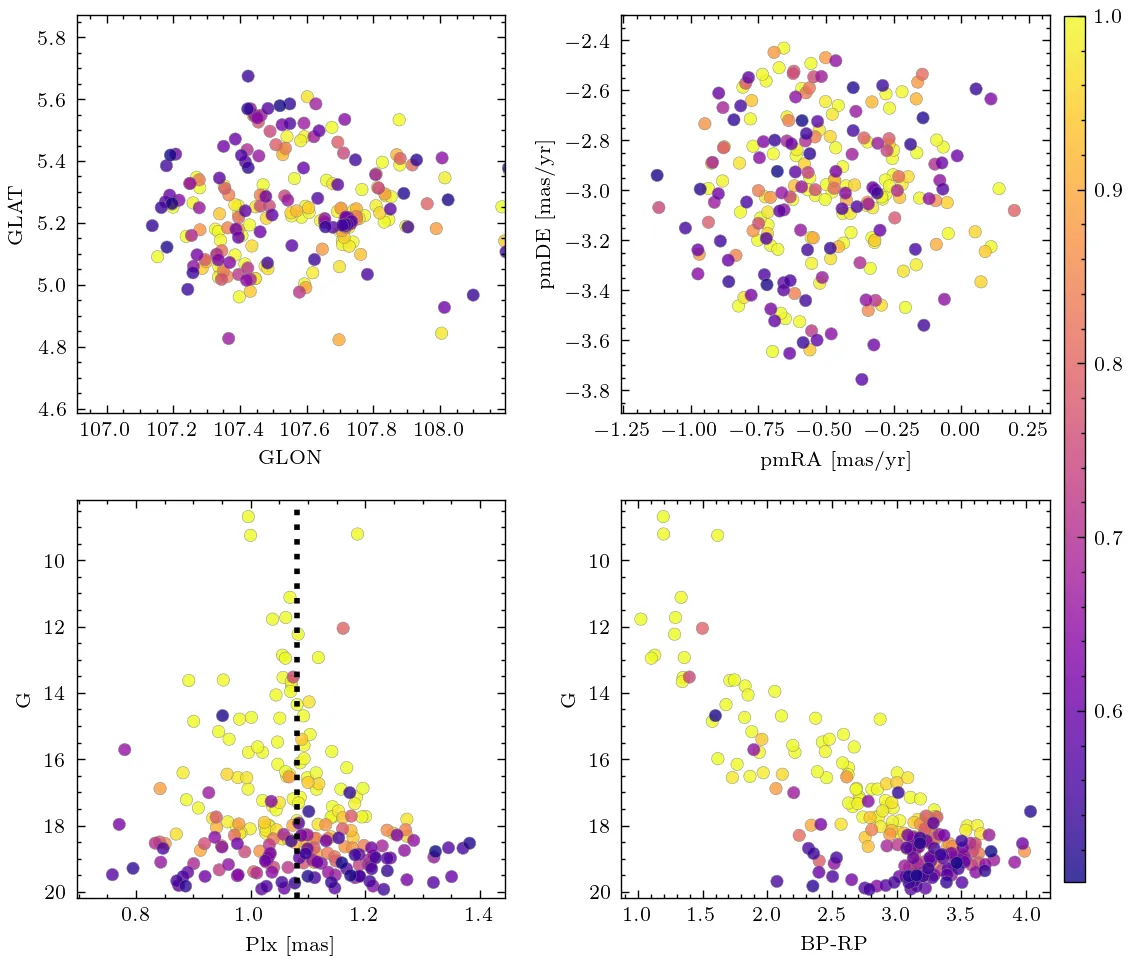 5.8
5.6
5.4
5.2
5.0
4.8
4.6
GLAT
107.0 107.2 107.4 107.6 107.8 108.0
GLON
−2.4
−2.6
−2.8
−3.0
−3.2
−3.4
−3.6
−3.8
pmDE [mas/yr]
−1.25 −1.00 −0.75 −0.50 −0.25 0.00 0.25
pmRA [mas/yr]
10
12
14
16
18
20
G
0.8 1.0 1.2 1.4
Plx [mas]
10
12
14
16
18
20
G
1.0 1.5 2.0 2.5 3.0 3.5 4.0
BP-RP
1.0
0.9
0.8
0.7
0.6